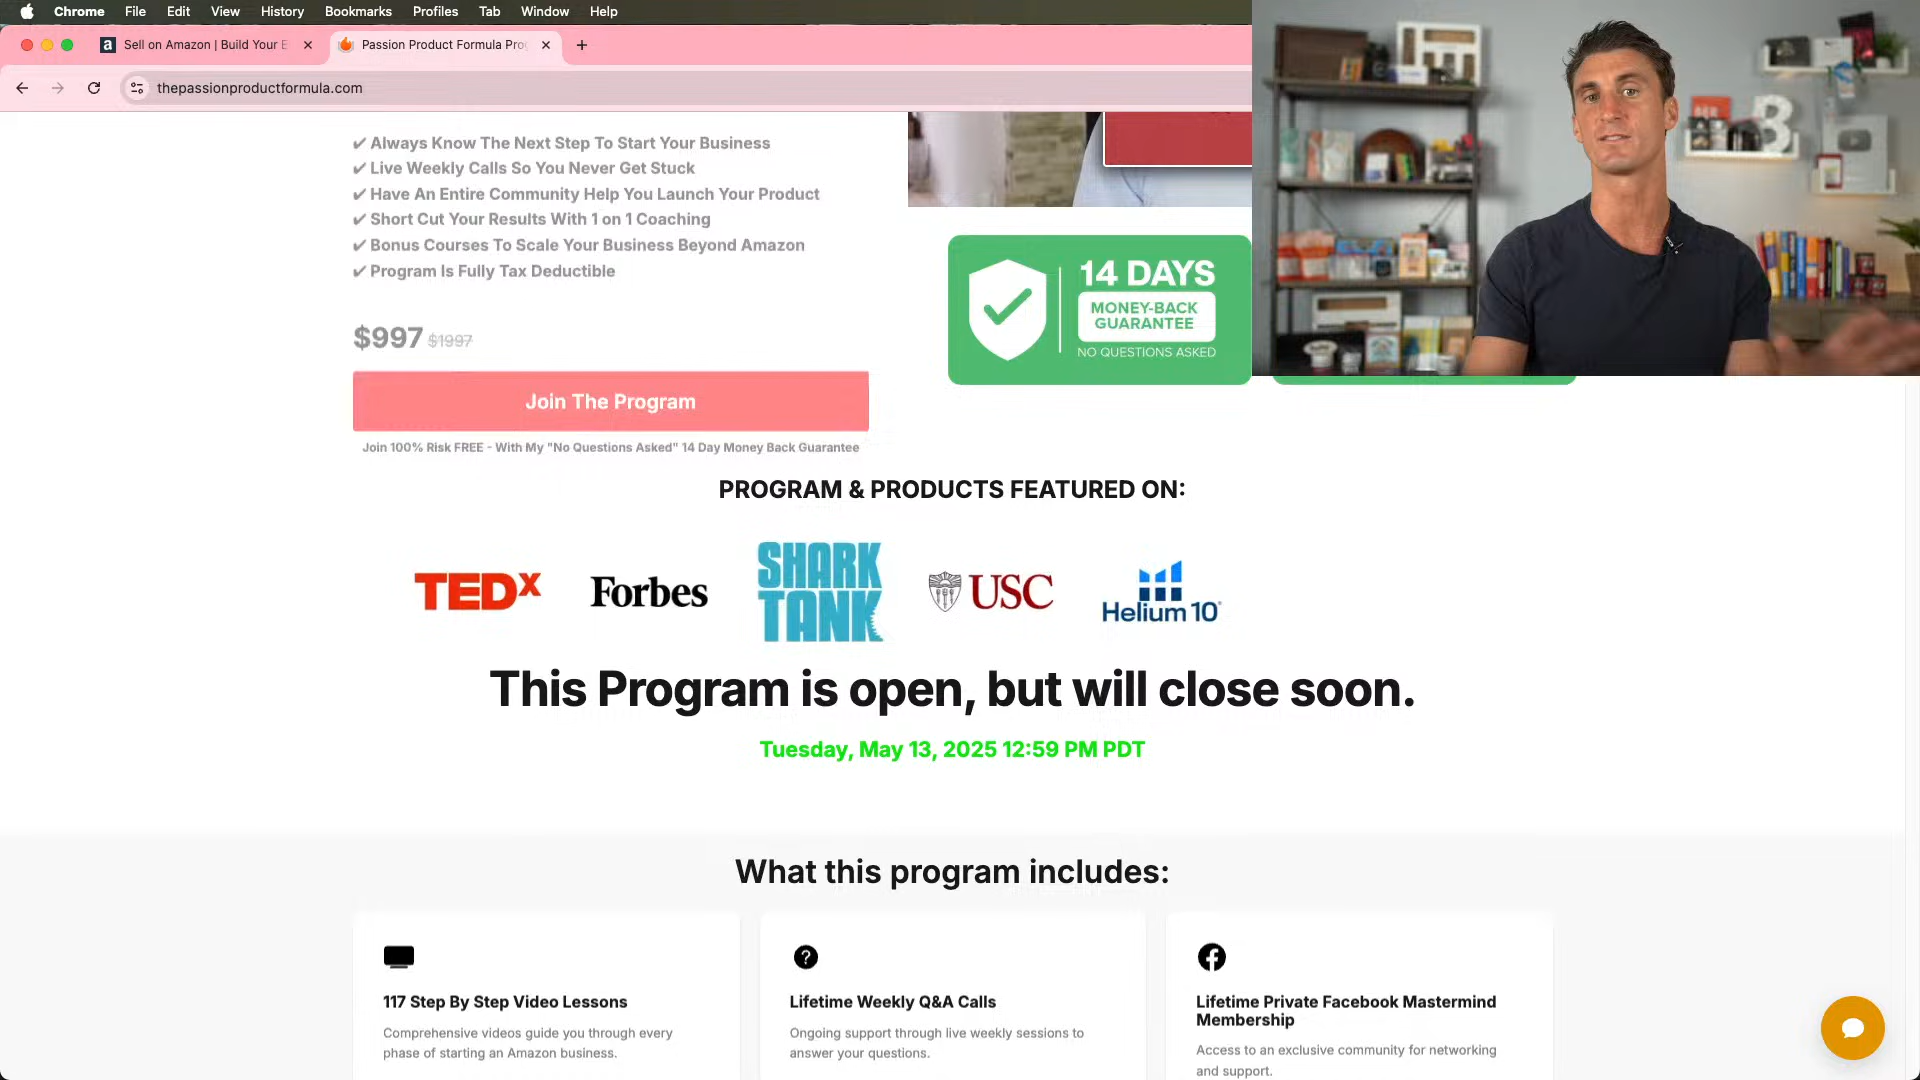 Chrome File Edit View History Bookmarks Profiles Tab Window Help
Sell on Amazon | Build Your E
Passion Product Formula Pro
thepassionproductformula.com
✔ Always Know The Next Step To Start Your Business
✔ Live Weekly Calls So You Never Get Stuck
✔ Have An Entire Community Help You Launch Your Product
✔ Short Cut Your Results With 1 on 1 Coaching
✔ Bonus Courses To Scale Your Business Beyond Amazon
✔ Program Is Fully Tax Deductible
$997 $1997
Join The Program
Join 100% Risk FREE - With My "No Questions Asked" 14 Day Money Back Guarantee
14 DAYS
MONEY-BACK
GUARANTEE
NO QUESTIONS ASKED
PROGRAM & PRODUCTS FEATURED ON:
TEDx
Forbes
SHARK
TANK
USC
Helium 10
This Program is open, but will close soon.
Tuesday, May 13, 2025 12:59 PM PDT
What this program includes:
117 Step By Step Video Lessons
Comprehensive videos guide you through every
phase of starting an Amazon business.
Lifetime Weekly Q&A Calls
Ongoing support through live weekly sessions to
answer your questions.
Lifetime Private Facebook Mastermind
Membership
Access to an exclusive community for networking
and support.